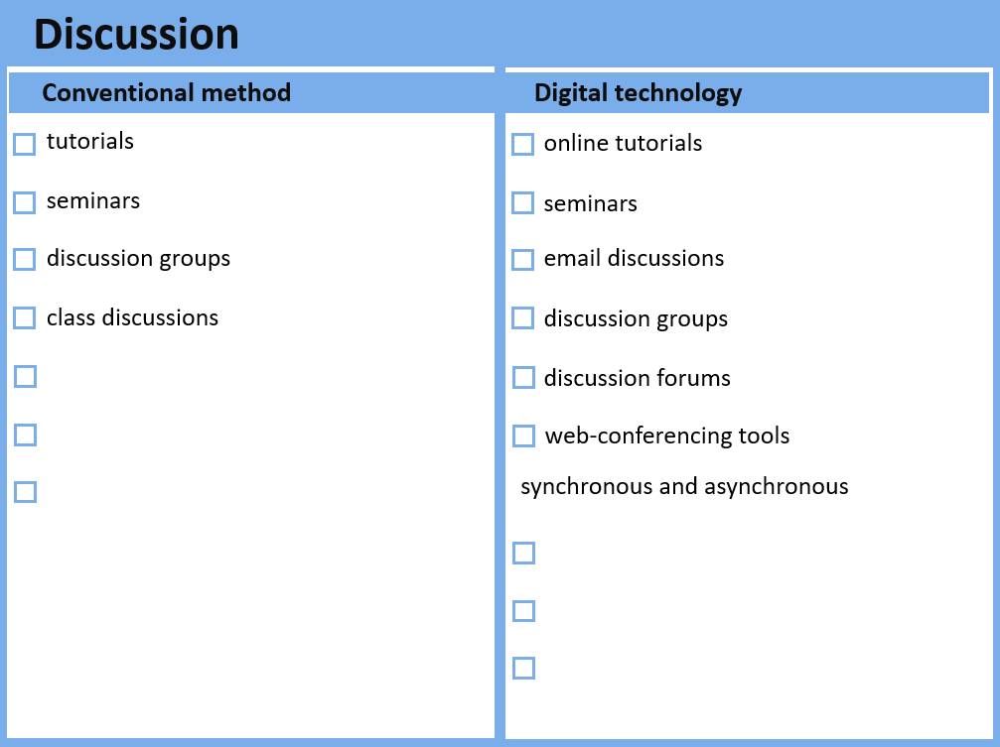 Discussion
Conventional method
tutorials
seminars
discussion groups
class discussions
Digital technology
online tutorials
seminars
email discussions
discussion groups
discussion forums
web-conferencing tools
synchronous and asynchronous